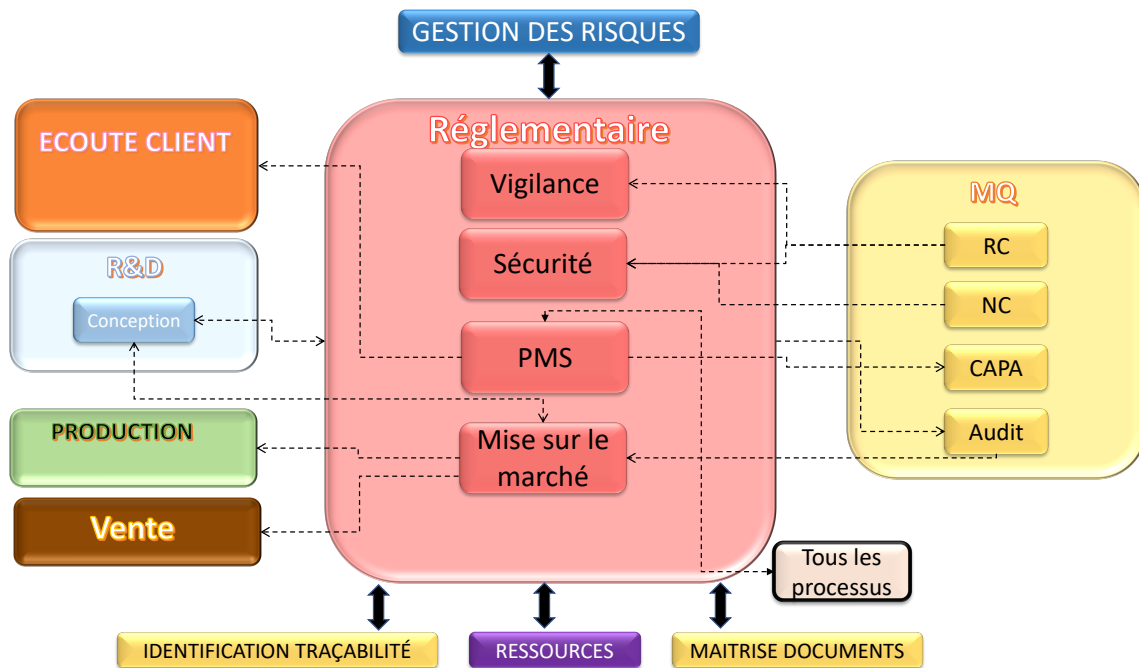 GESTION DES RISQUES
ECOUTE CLIENT
R&D
Conception
PRODUCTION
Vente
Réglementaire
Vigilance
Sécurité
PMS
Mise sur le
marché
MQ
RC
NC
CAPA
Audit
Tous les
processus
IDENTIFICATION TRAÇABILITÉ
RESSOURCES
MAITRISE DOCUMENTS